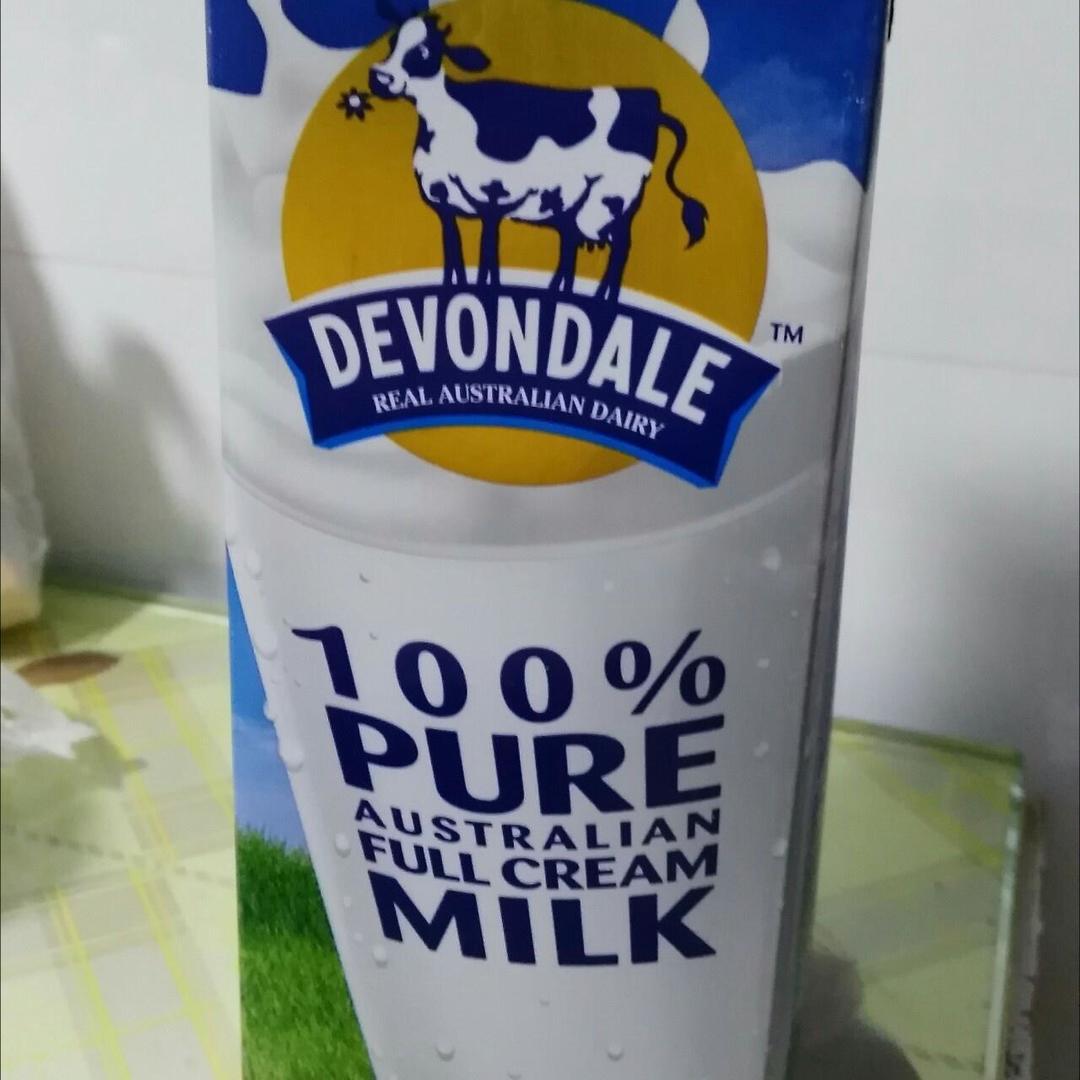 DEVONDALE
TM
REAL AUSTRALIAN DAIRY
100%
PURE
AUSTRALIAN
FULL CREAM
MILK